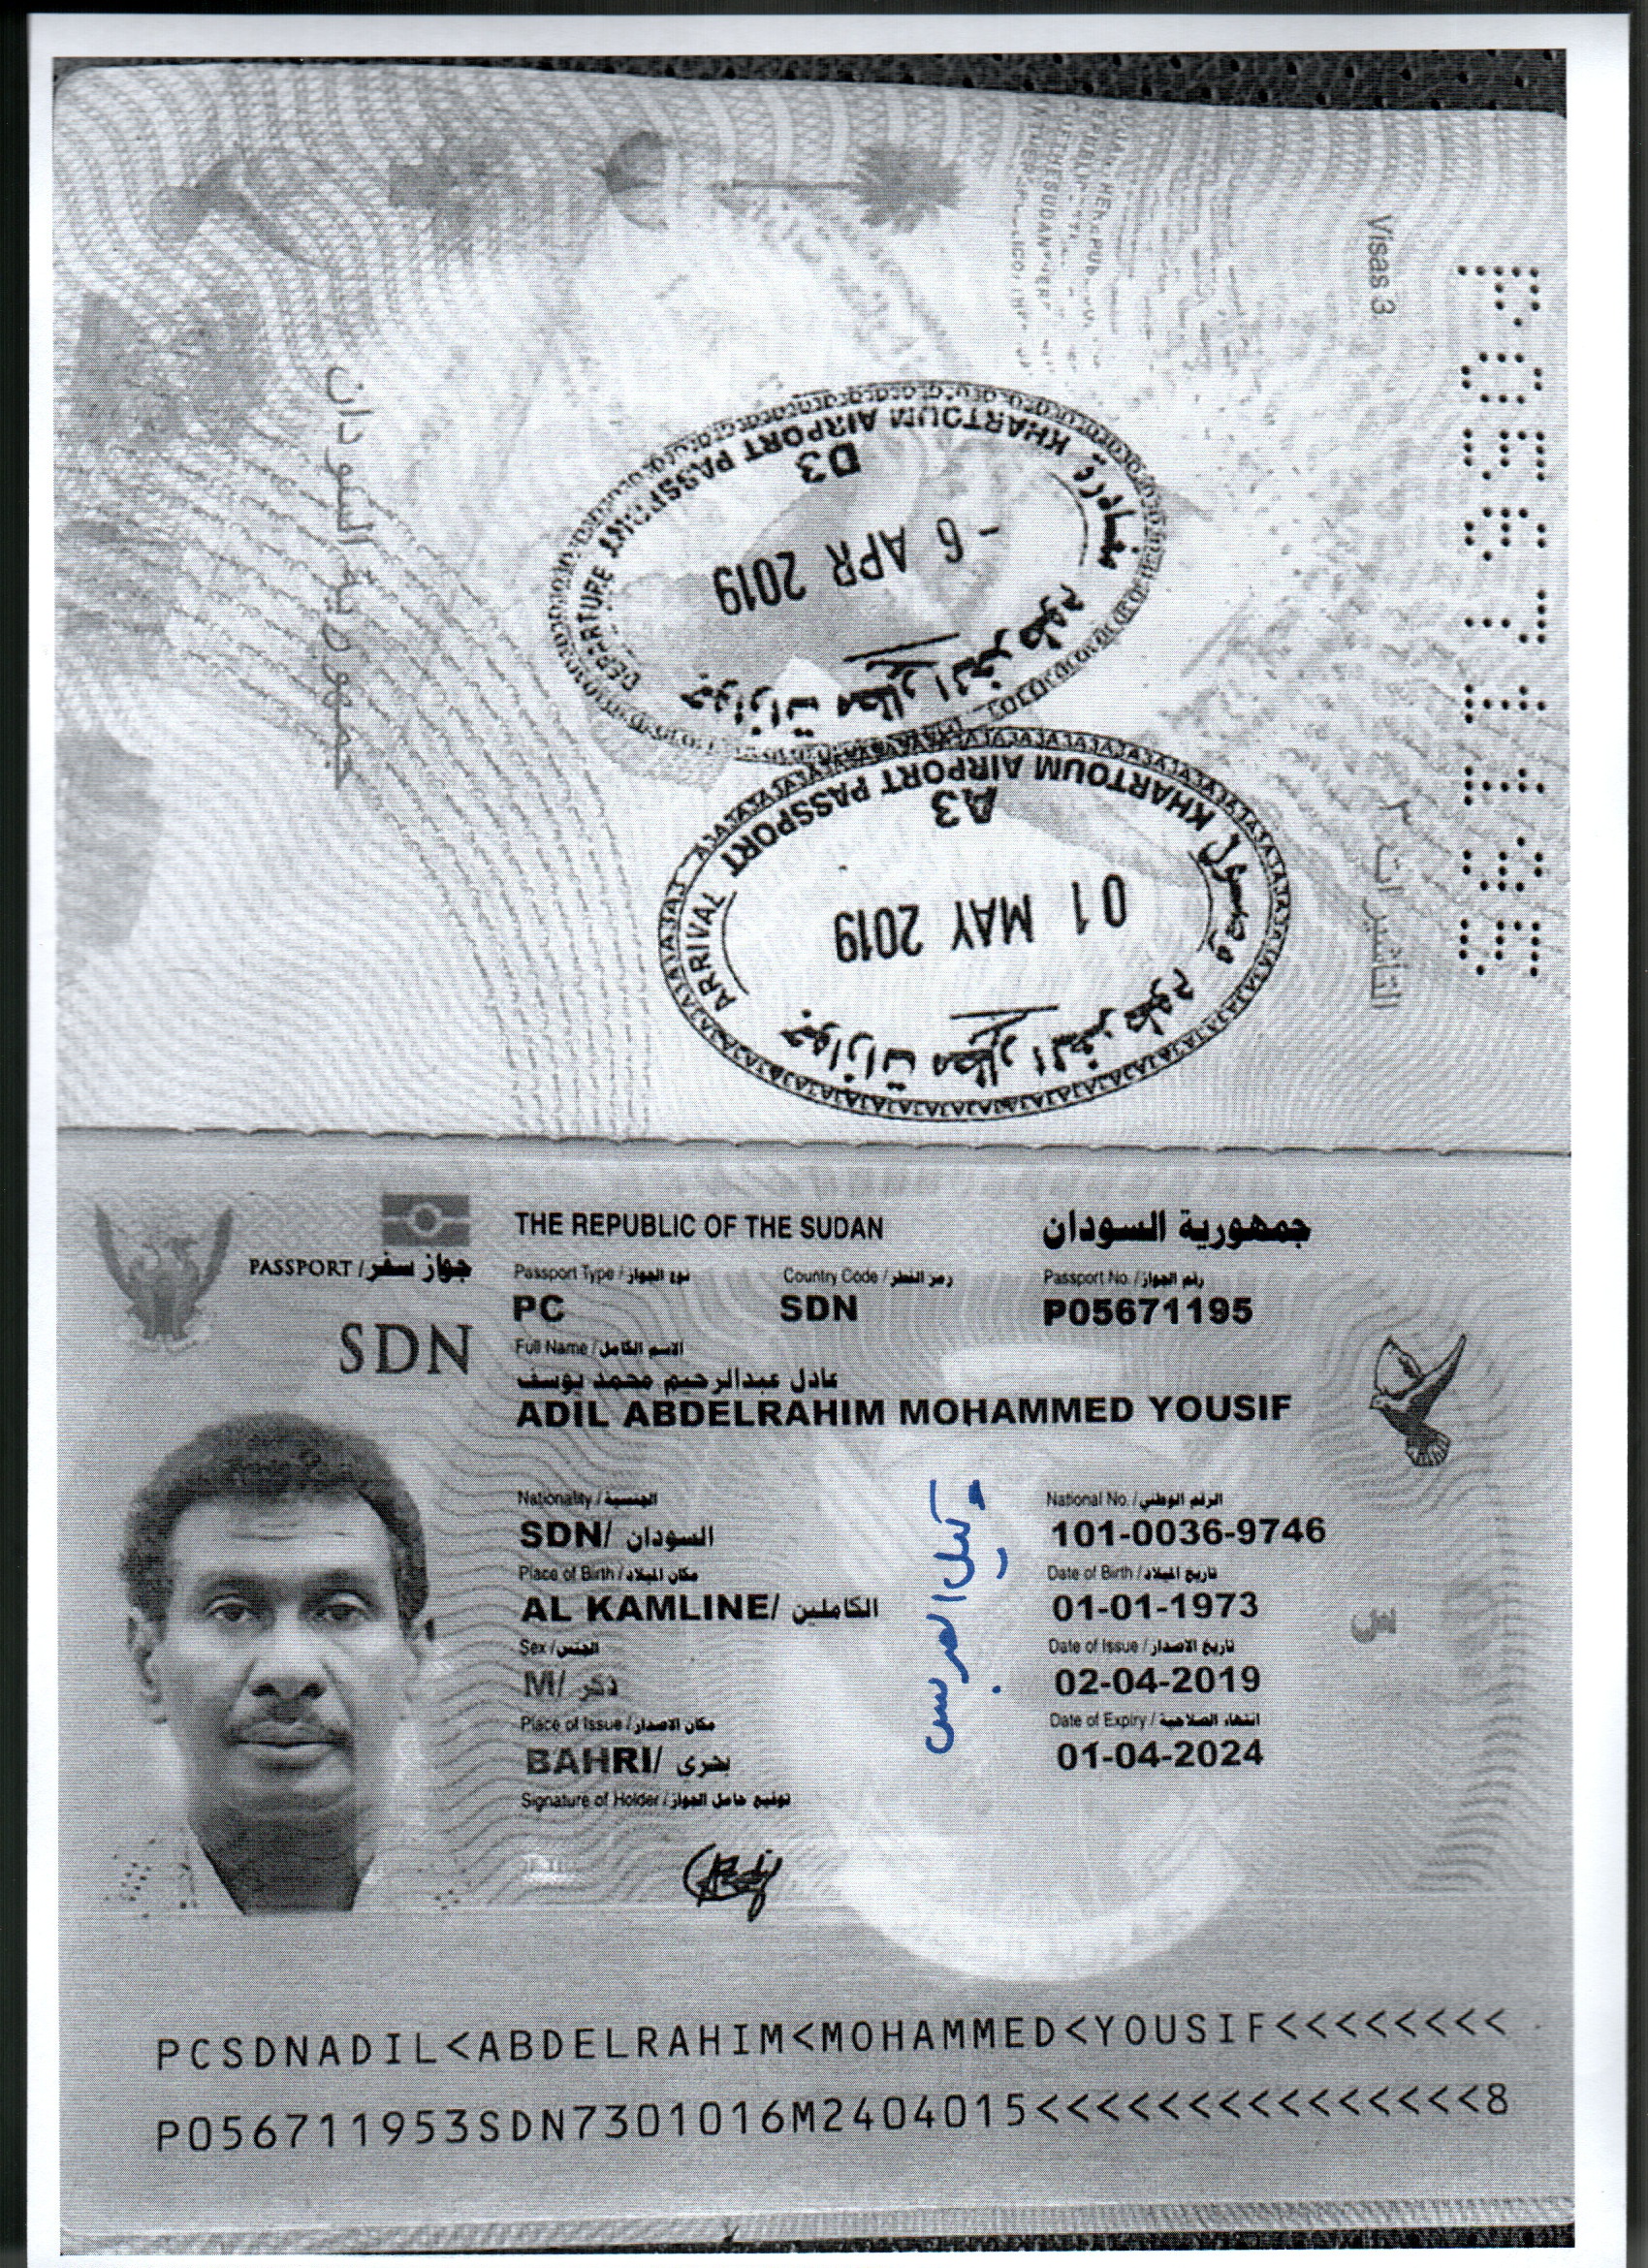 Visas 3
التأشيرات ٣
جمهورية السودان
KHARTOUM AIRPORT PASSPORT
DEPARTURE
D3
- 6 APR 2019
مغادرة
جوازات مطار الخرطوم
KHARTOUM AIRPORT PASSPORT
ARRIVAL
A3
01 MAY 2019
وصول
جوازات مطار الخرطوم
THE REPUBLIC OF THE SUDAN جمهورية السودان
PASSPORT / جواز سفر
Passport Type / نوع الجواز Country Code / رمز القطر Passport No. / رقم الجواز
PC SDN P05671195
SDN
Full Name / الاسم الكامل
عادل عبدالرحيم محمد يوسف
ADIL ABDELRAHIM MOHAMMED YOUSIF
Nationality / الجنسية National No. / الرقم الوطني
SDN/ السودان 101-0036-9746
Place of Birth / مكان الميلاد Date of Birth / تاريخ الميلاد
AL KAMLINE/ الكاملين 01-01-1973
Sex / الجنس Date of Issue / تاريخ الاصدار
M/ ذكر 02-04-2019
Place of Issue / مكان الاصدار Date of Expiry / انتهاء الصلاحية
BAHRI/ بحري 01-04-2024
Signature of Holder / توقيع حامل الجواز
PCSDNADIL<ABDELRAHIM<MOHAMMED<YOUSIF<<<<<<<<
P056711953SDN7301016M2404015<<<<<<<<<<<<<<<8